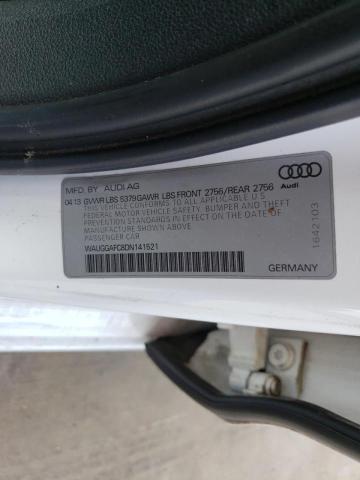 MFD. BY AUDI AG
04.13 GVWR LBS 5379GAWR LBS FRONT 2756/REAR 2756
THIS VEHICLE CONFORMS TO ALL APPLICABLE U.S.
FEDERAL MOTOR VEHICLE SAFETY, BUMPER AND THEFT
PREVENTION STANDARDS IN EFFECT ON THE DATE OF
MANUFACTURE SHOWN ABOVE.
PASSENGER CAR
WAUGGAFC8DN141521
Audi
1642103
GERMANY